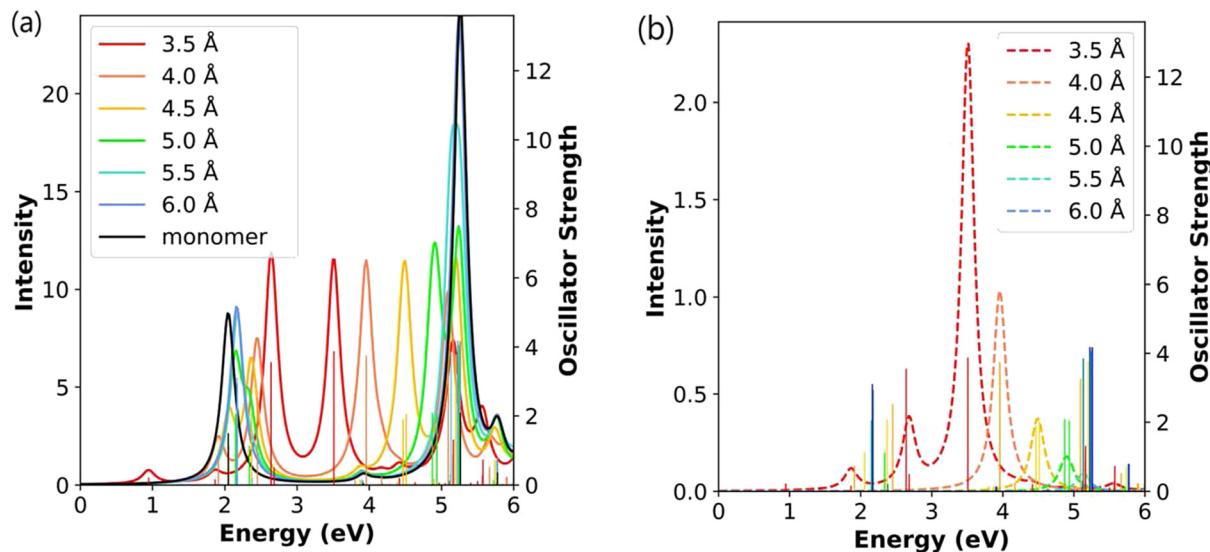 (a)
3.5 Å
4.0 Å
4.5 Å
5.0 Å
5.5 Å
6.0 Å
monomer
Intensity
20
15
10
5
0
0 1 2 3 4 5 6
Energy (eV)
12
10
8
6
4
2
0
Oscillator Strength
(b)
3.5 Å
4.0 Å
4.5 Å
5.0 Å
5.5 Å
6.0 Å
Intensity
2.0
1.5
1.0
0.5
0.0
0 1 2 3 4 5 6
Energy (eV)
12
10
8
6
4
2
0
Oscillator Strength